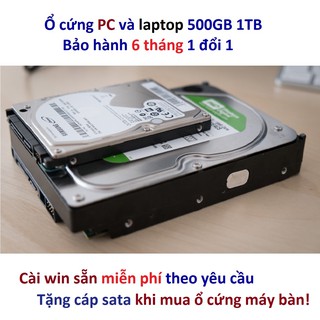 Ổ cứng PC và laptop 500GB 1TB
Bảo hành 6 tháng 1 đổi 1
Cài win sẵn miễn phí theo yêu cầu
Tặng cáp sata khi mua ổ cứng máy bàn!